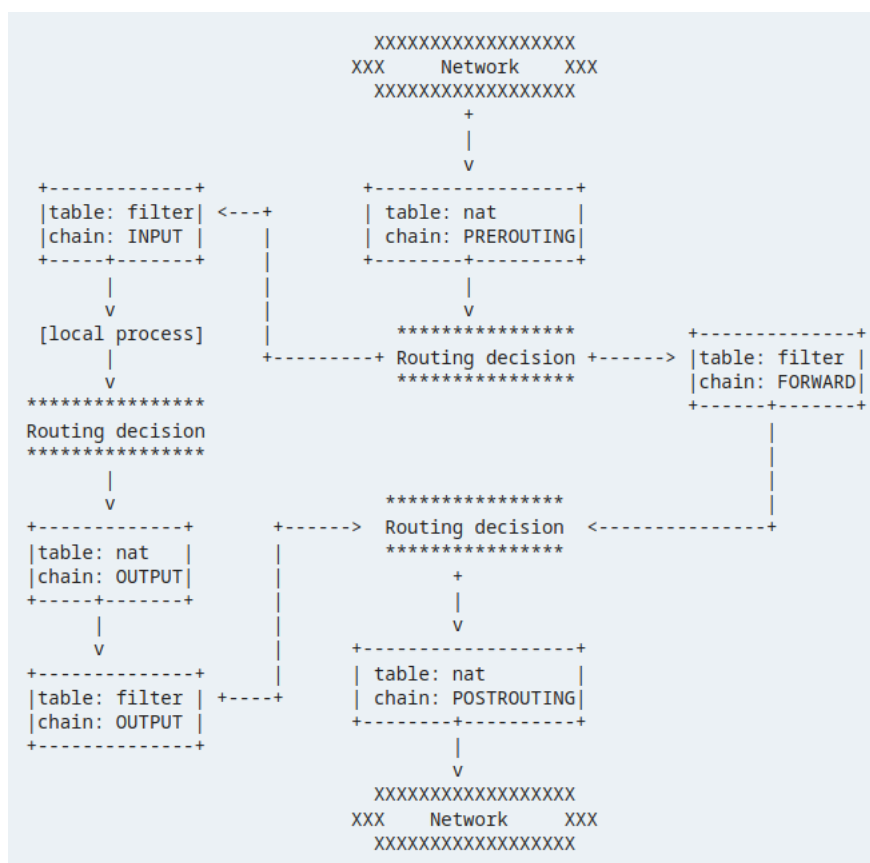 XXXXXXXXXXXXXXXXXX
                             XXX     Network     XXX
                               XXXXXXXXXXXXXXXXXX
                                       +
                                       |
                                       v
 +-------------+              +------------------+
 |table: filter| <---+        | table: nat       |
 |chain: INPUT |     |        | chain: PREROUTING|
 +-----+-------+     |        +--------+---------+
       |             |                 |
       v             |                 v
 [local process]     |           ****************          +--------------+
       |             +---------+ Routing decision +------> |table: filter |
       v                         ****************          |chain: FORWARD|
****************                                           +------+-------+
Routing decision                                                  |
****************                                                  |
       |                                                          |
       v                        ****************                  |
+-------------+       +------>  Routing decision  <---------------+
|table: nat   |       |         ****************
|chain: OUTPUT|       |               +
+-----+-------+       |               |
      |               |               v
      v               |      +-------------------+
+--------------+      |      | table: nat        |
|table: filter | +----+      | chain: POSTROUTING|
|chain: OUTPUT |             +--------+----------+
+--------------+                      |
                                      v
                               XXXXXXXXXXXXXXXXXX
                             XXX    Network     XXX
                               XXXXXXXXXXXXXXXXXX